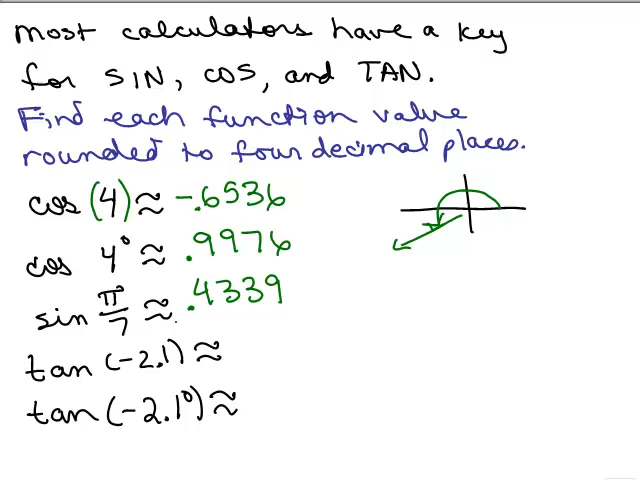 most calculators have a key
for SIN, COS, and TAN.
Find each function value
rounded to four decimal places.
cos (4) ≈ -.6536
cos 4° ≈ .9976
sin π/7 ≈ .4339
tan (-2.1) ≈
tan (-2.1°) ≈